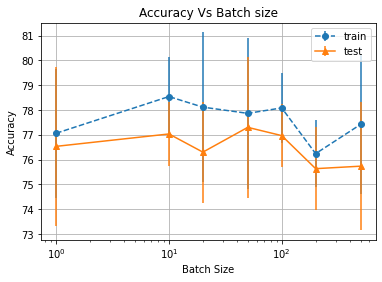 Accuracy Vs Batch size
train
test
Accuracy
81
80
79
78
77
76
75
74
73
10⁰
10¹
10²
Batch Size